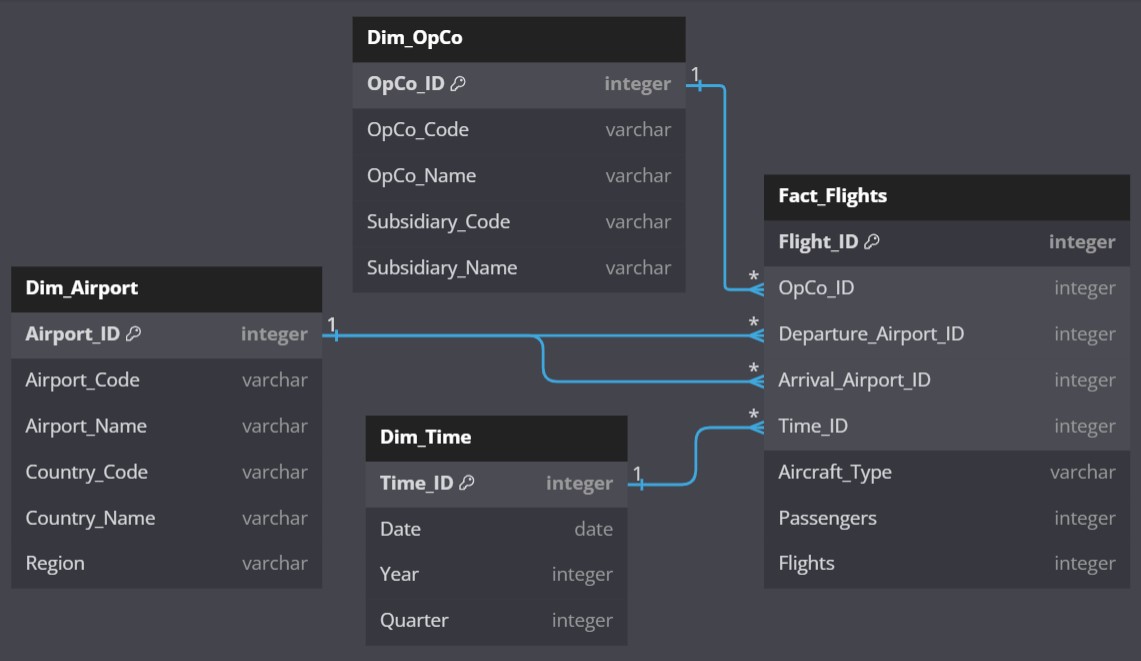 Dim_OpCo
OpCo_ID integer
OpCo_Code varchar
OpCo_Name varchar
Subsidiary_Code varchar
Subsidiary_Name varchar
1
Dim_Airport
Airport_ID integer
Airport_Code varchar
Airport_Name varchar
Country_Code varchar
Country_Name varchar
Region varchar
1
Dim_Time
Time_ID integer
Date date
Year integer
Quarter integer
1
Fact_Flights
Flight_ID integer
* OpCo_ID integer
* Departure_Airport_ID integer
* Arrival_Airport_ID integer
* Time_ID integer
Aircraft_Type varchar
Passengers integer
Flights integer